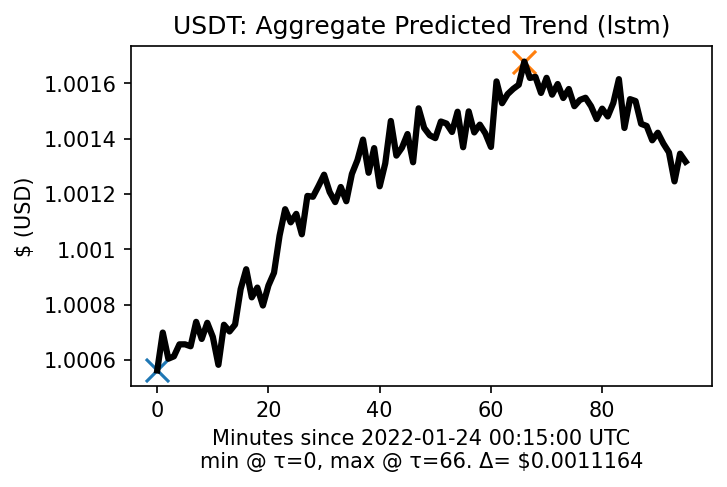 USDT: Aggregate Predicted Trend (lstm)
$ (USD)
1.0016
1.0014
1.0012
1.001
1.0008
1.0006
0 20 40 60 80
Minutes since 2022-01-24 00:15:00 UTC
min @ τ=0, max @ τ=66. Δ= $0.0011164